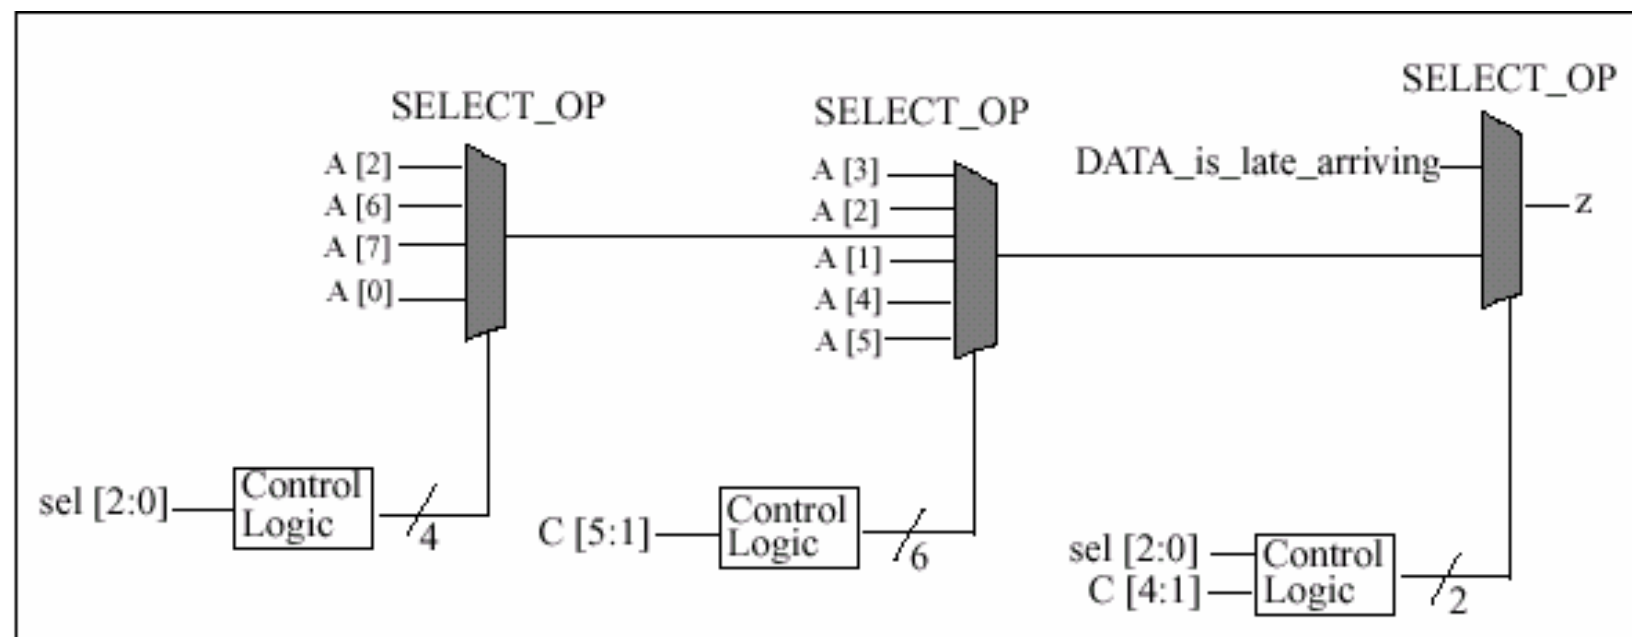 SELECT_OP
A [2]
A [6]
A [7]
A [0]
sel [2:0]
Control
Logic
4
SELECT_OP
A [3]
A [2]
A [1]
A [4]
A [5]
C [5:1]
Control
Logic
6
SELECT_OP
DATA_is_late_arriving
z
sel [2:0]
C [4:1]
Control
Logic
2